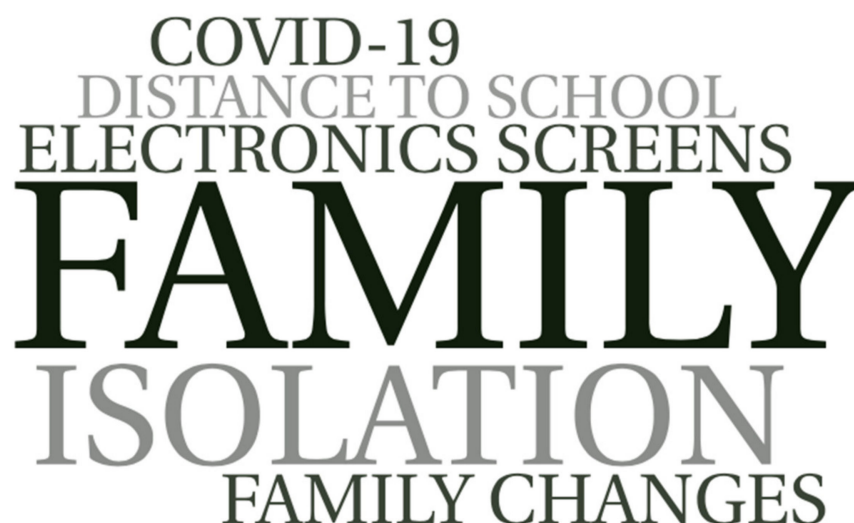 COVID-19
DISTANCE TO SCHOOL
ELECTRONICS SCREENS
FAMILY
ISOLATION
FAMILY CHANGES